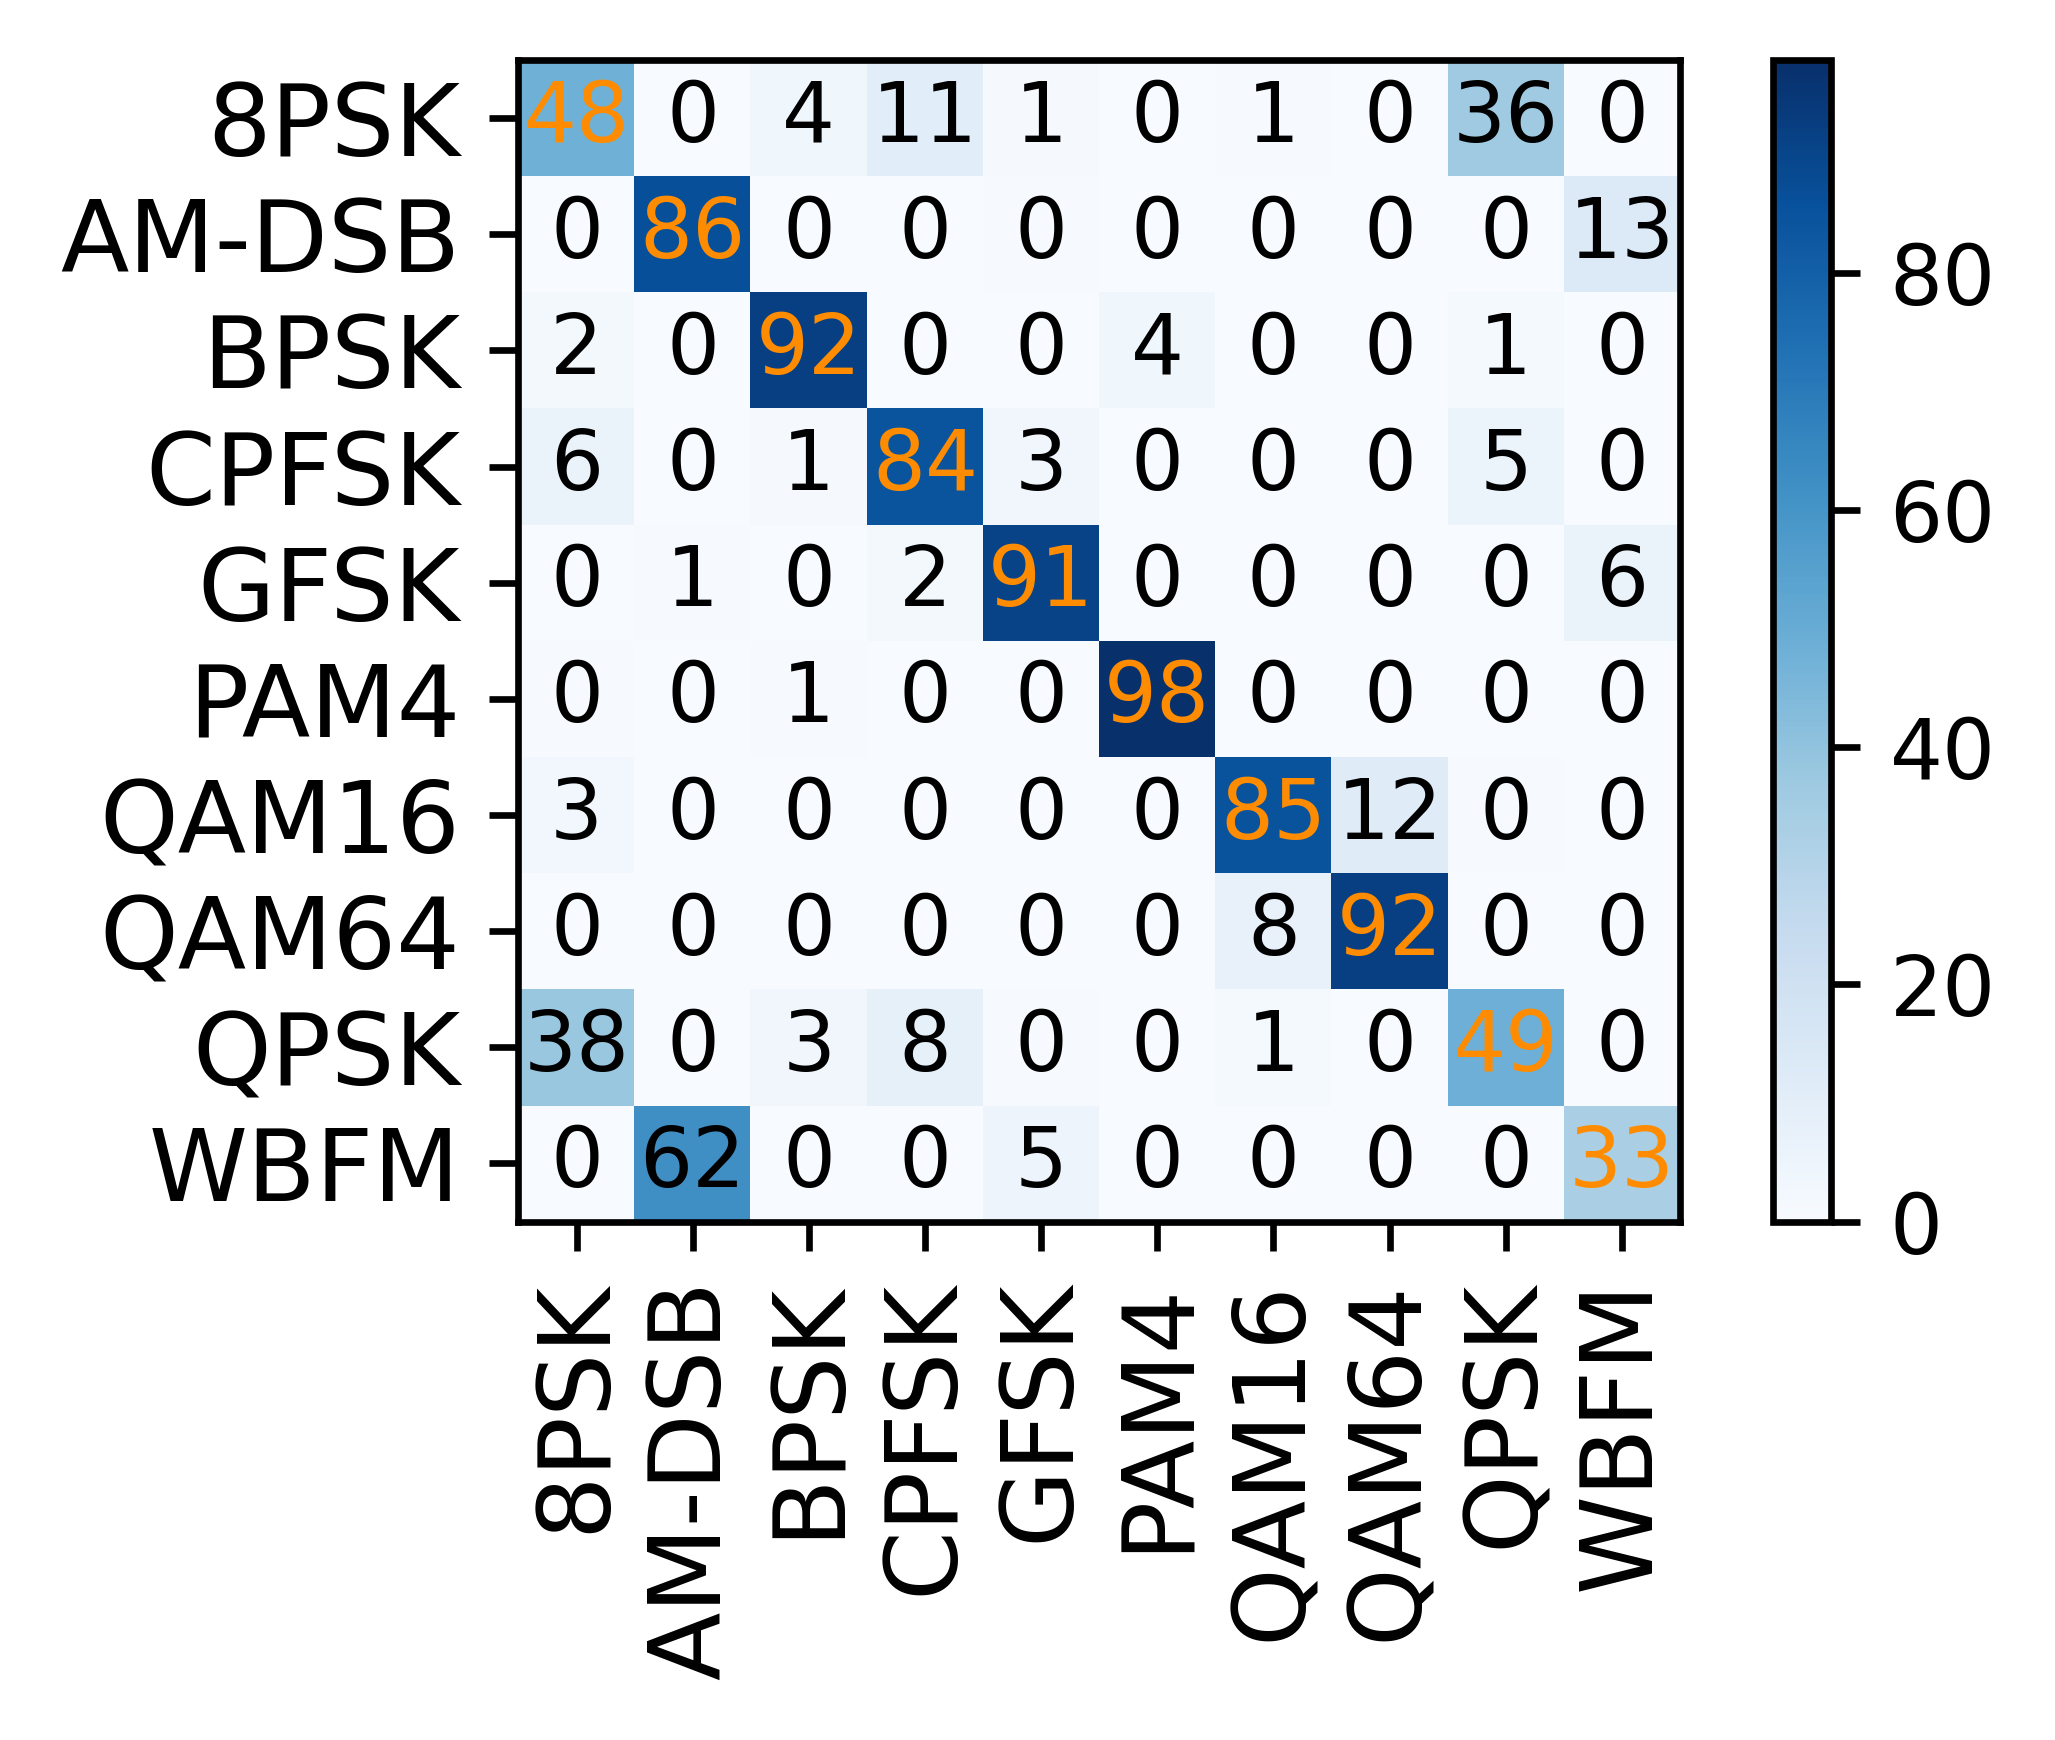 8PSK 48 0 4 11 1 0 1 0 36 0
AM-DSB 0 86 0 0 0 0 0 0 0 13
BPSK 2 0 92 0 0 4 0 0 1 0
CPFSK 6 0 1 84 3 0 0 0 5 0
GFSK 0 1 0 2 91 0 0 0 0 6
PAM4 0 0 1 0 0 98 0 0 0 0
QAM16 3 0 0 0 0 0 85 12 0 0
QAM64 0 0 0 0 0 0 8 92 0 0
QPSK 38 0 3 8 0 0 1 0 49 0
WBFM 0 62 0 0 5 0 0 0 0 33
8PSK
AM-DSB
BPSK
CPFSK
GFSK
PAM4
QAM16
QAM64
QPSK
WBFM
80
60
40
20
0